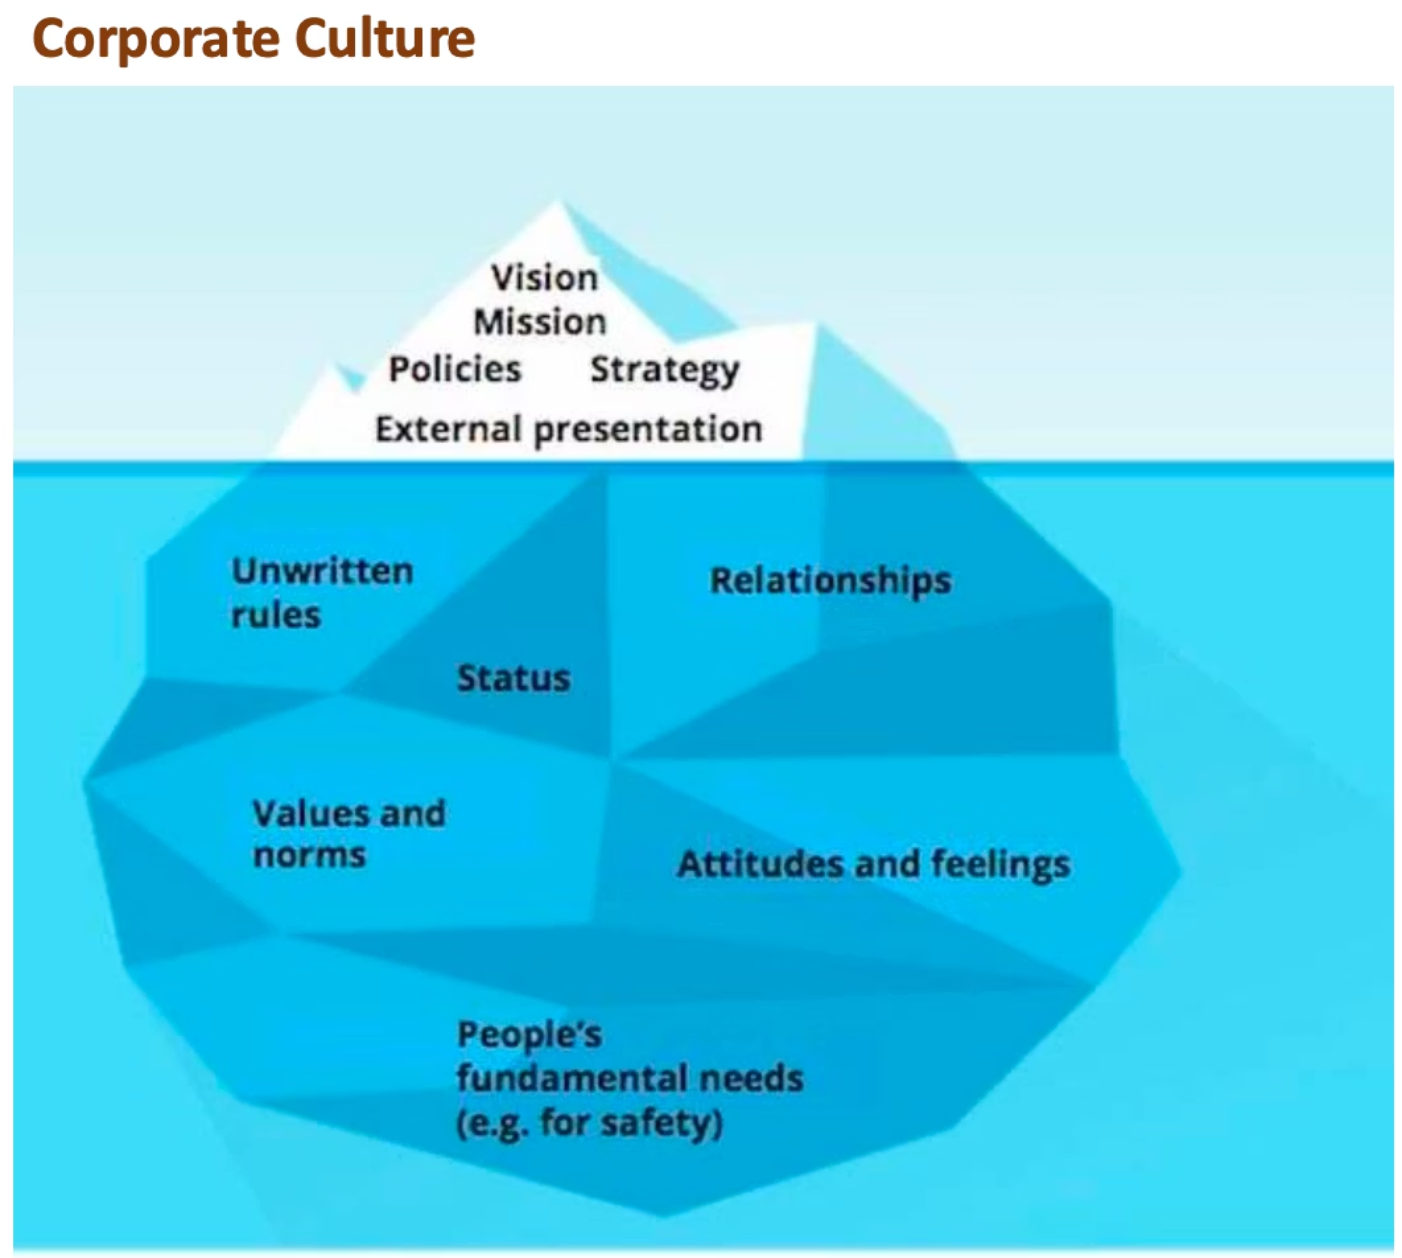 Corporate Culture
Vision
Mission
Policies Strategy
External presentation
Unwritten
rules
Relationships
Status
Values and
norms
Attitudes and feelings
People's
fundamental needs
(e.g. for safety)